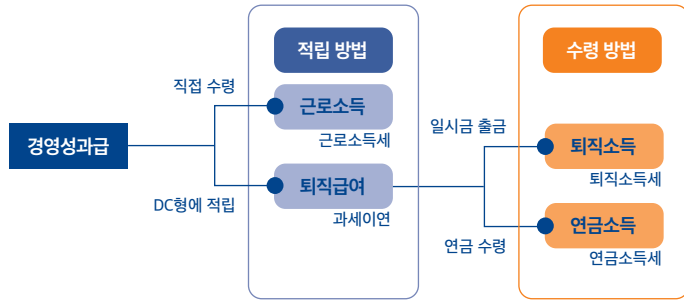 적립 방법
수령 방법
직접 수령
근로소득
근로소득세
일시금 출금
퇴직소득
퇴직소득세
경영성과급
퇴직급여
과세이연
DC형에 적립
연금소득
연금소득세
연금 수령